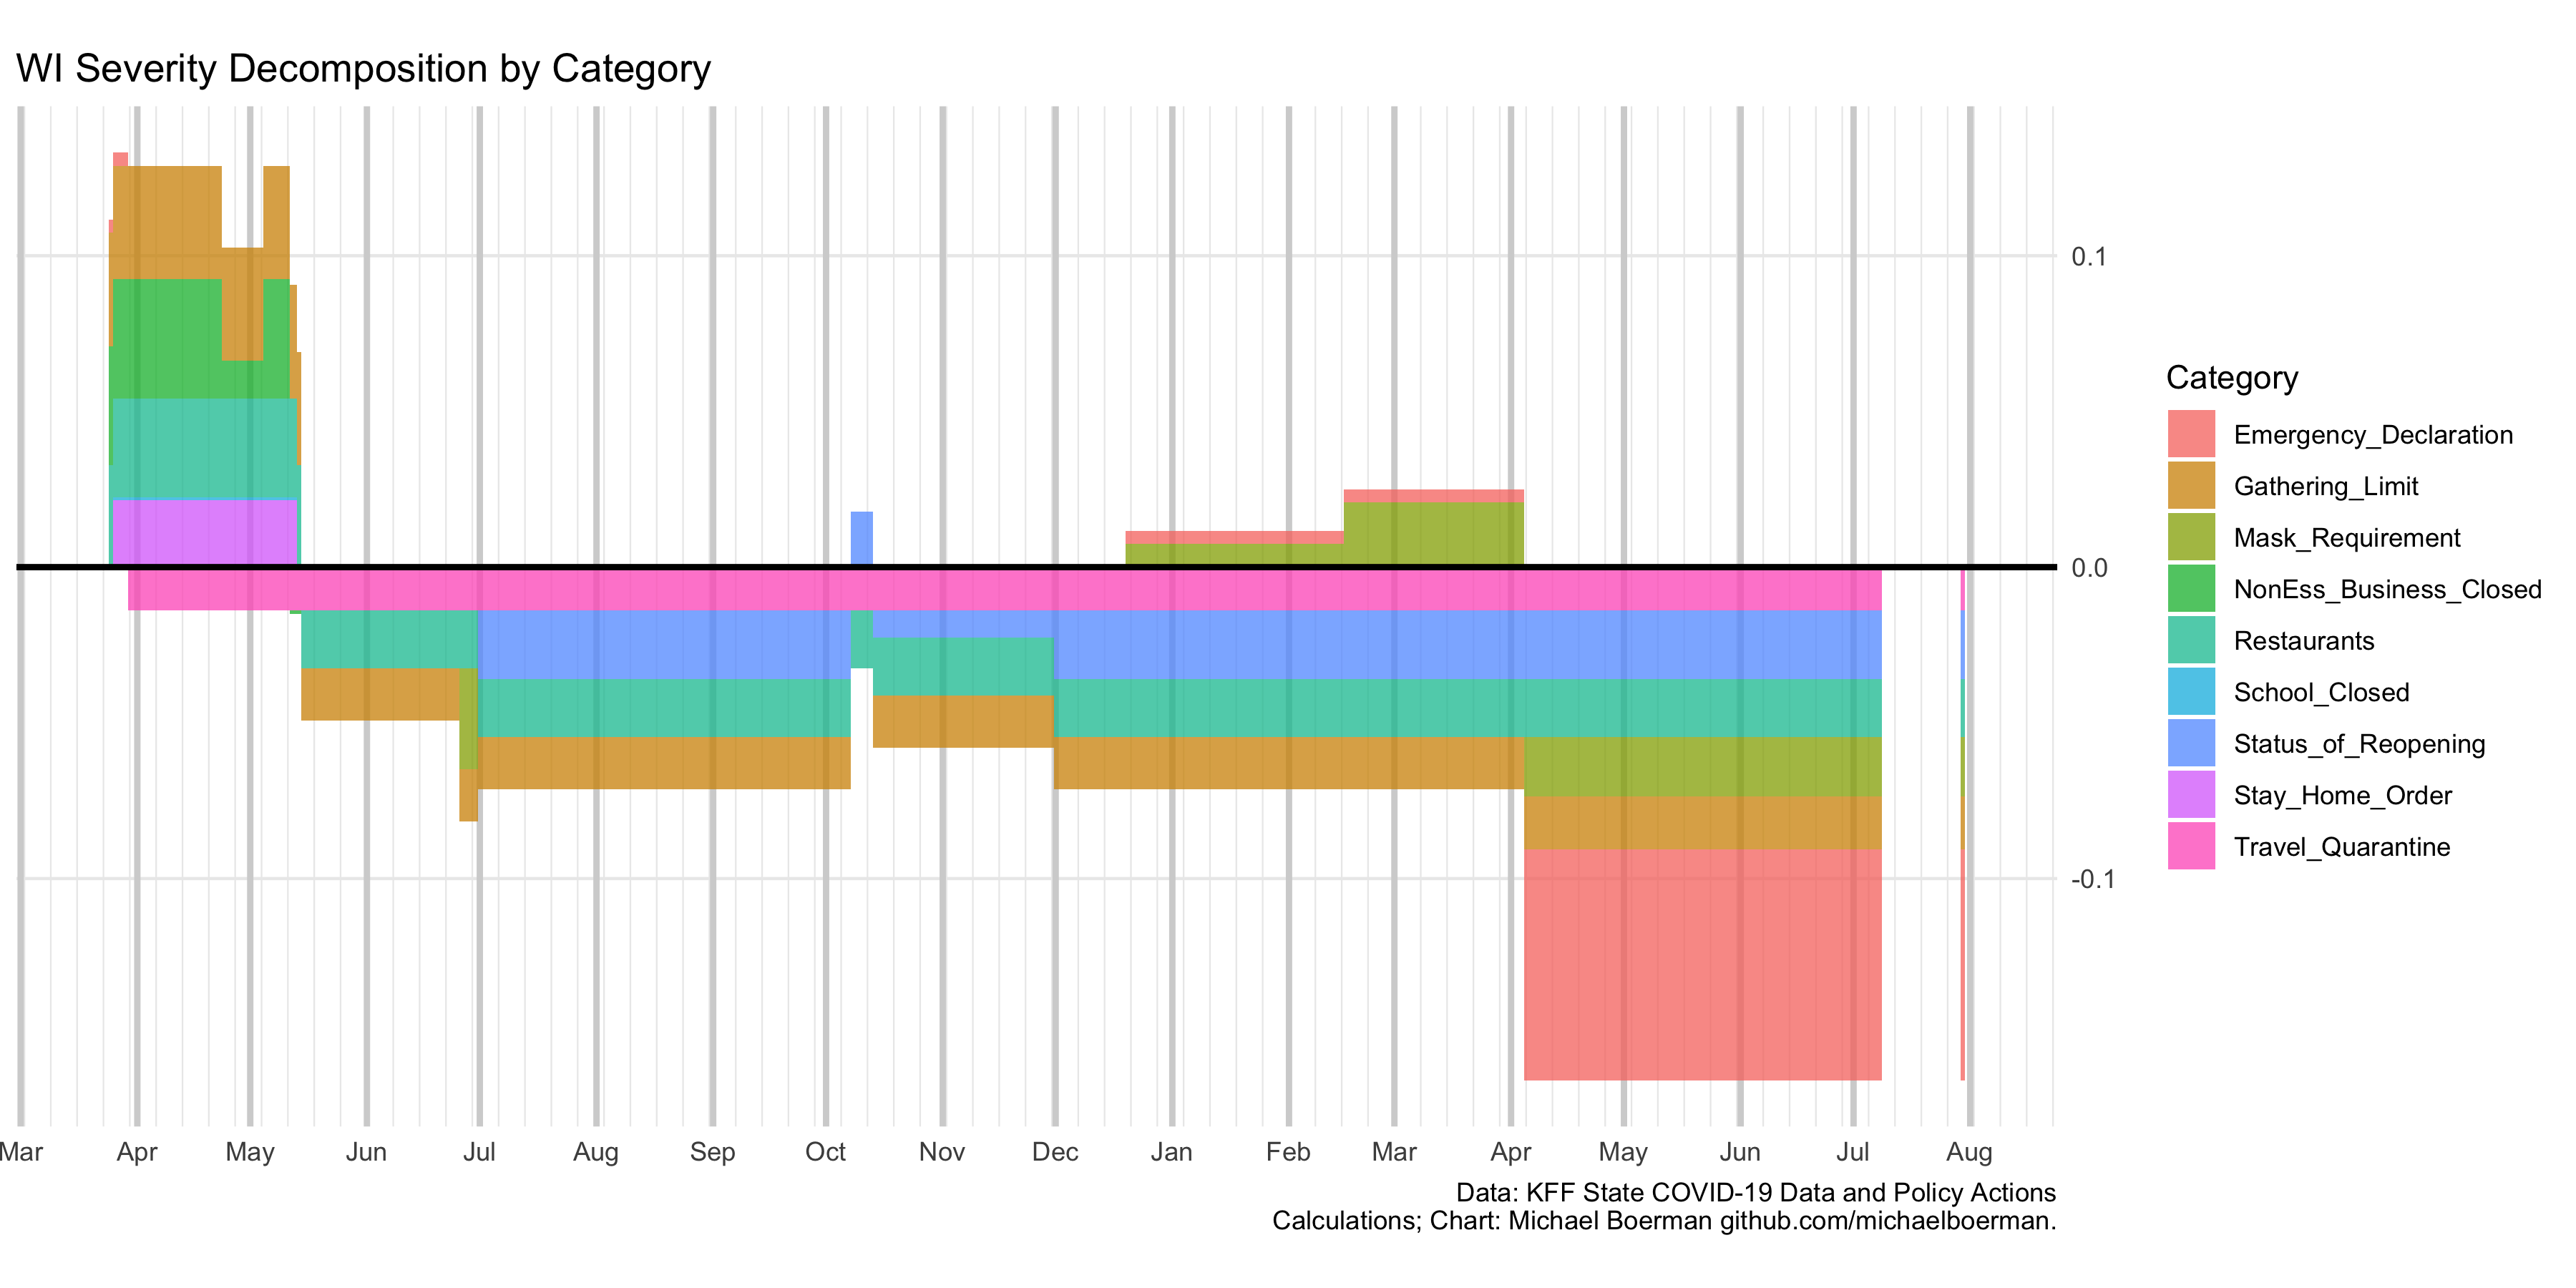 WI Severity Decomposition by Category
0.1
0.0
-0.1
Mar Apr May Jun Jul Aug Sep Oct Nov Dec Jan Feb Mar Apr May Jun Jul Aug
Category
Emergency_Declaration
Gathering_Limit
Mask_Requirement
NonEss_Business_Closed
Restaurants
School_Closed
Status_of_Reopening
Stay_Home_Order
Travel_Quarantine
Data: KFF State COVID-19 Data and Policy Actions
Calculations; Chart: Michael Boerman github.com/michaelboerman.